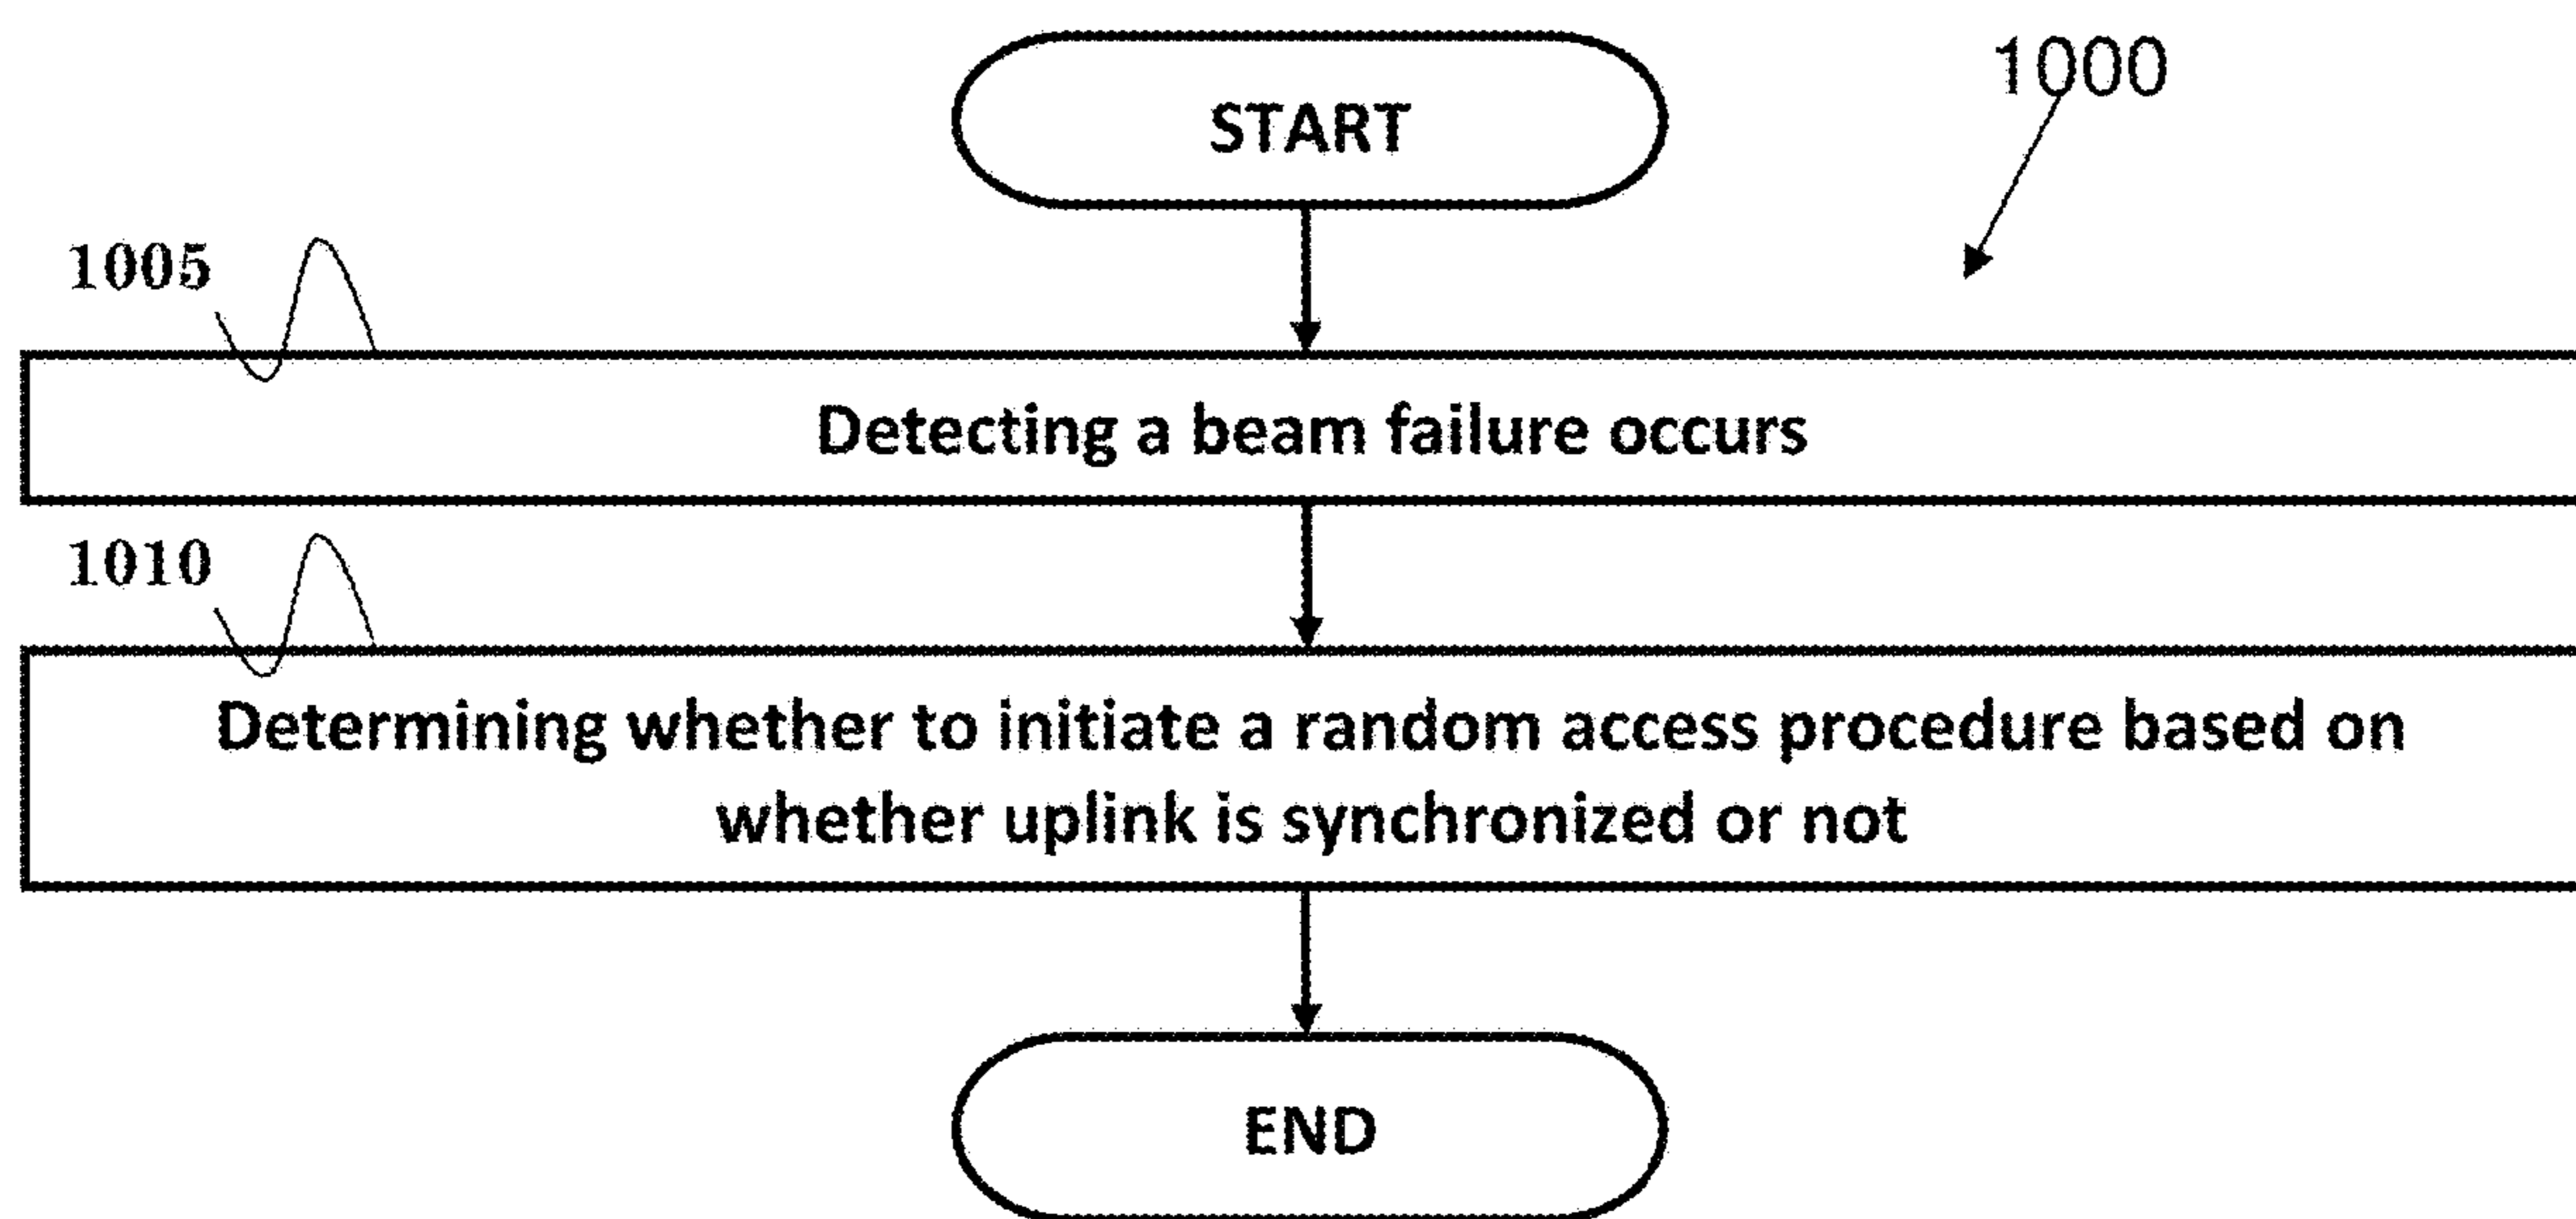 START
1000
1005
Detecting a beam failure occurs
1010
Determining whether to initiate a random access procedure based on
whether uplink is synchronized or not
END